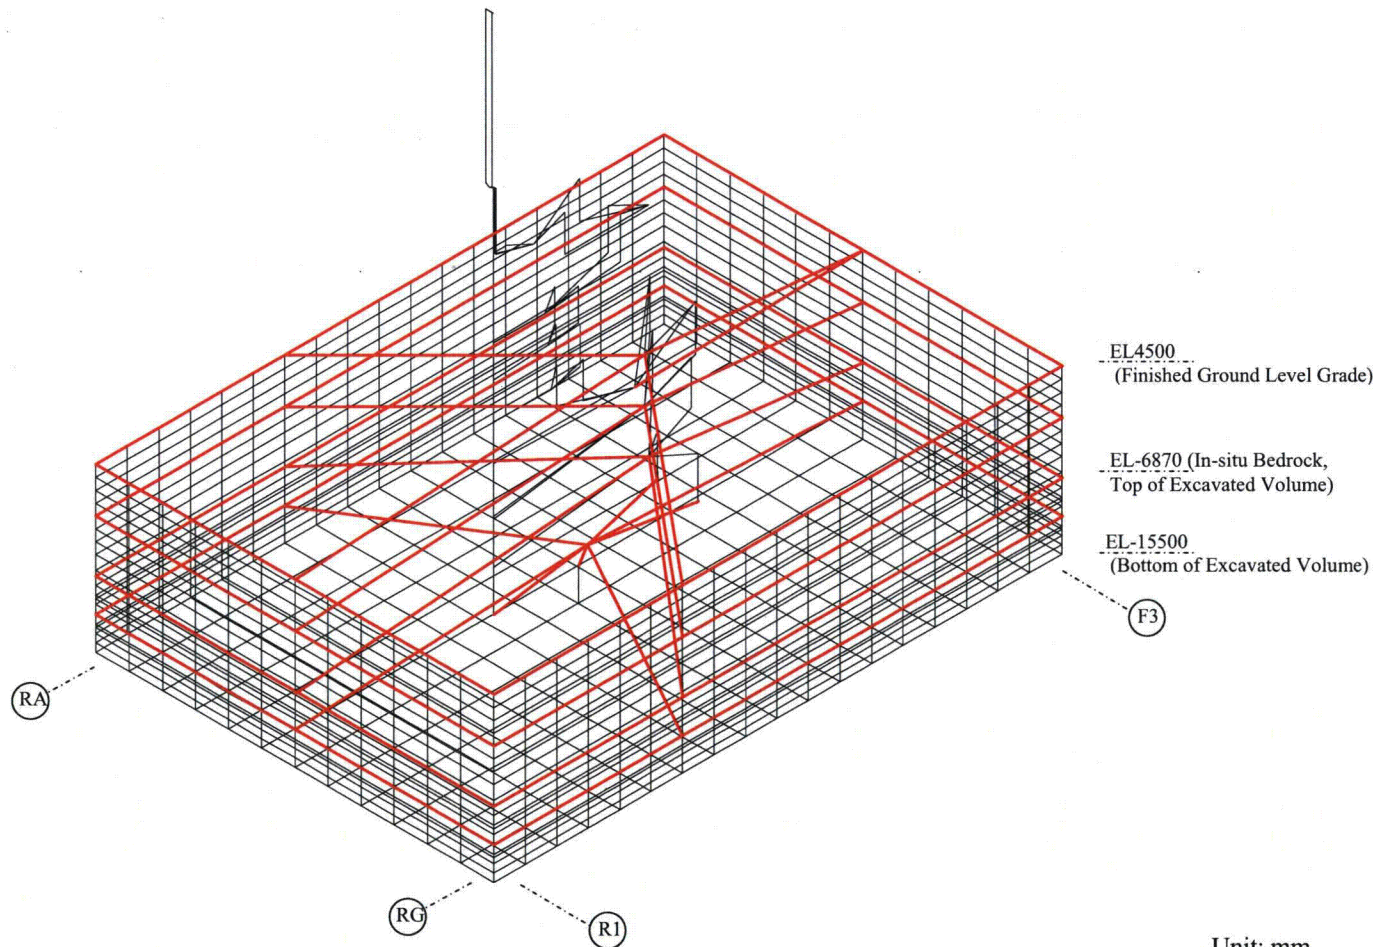 EL4500
(Finished Ground Level Grade)
EL-6870 (In-situ Bedrock,
Top of Excavated Volume)
EL-15500
(Bottom of Excavated Volume)
F3
RA
RG
R1
Unit: mm